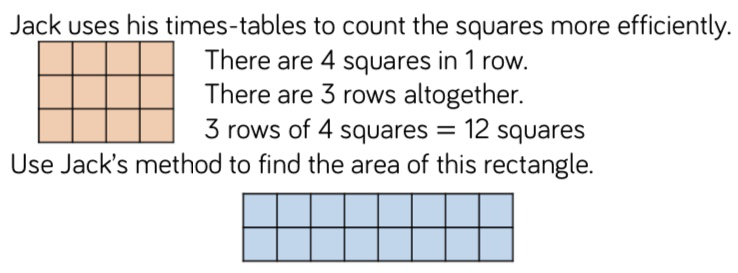 Jack uses his times-tables to count the squares more efficiently.
There are 4 squares in 1 row.
There are 3 rows altogether.
3 rows of 4 squares = 12 squares
Use Jack's method to find the area of this rectangle.